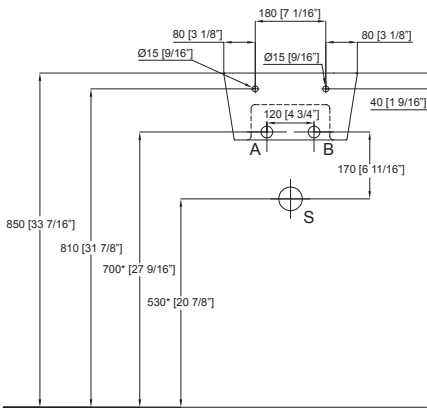 180 [7 1/16”]
80 [3 1/8”]
80 [3 1/8”]
Ø15 [9/16”]
Ø15 [9/16”]
40 [1 9/16”]
120 [4 3/4”]
A
B
170 [6 11/16”]
S
850 [33 7/16”]
810 [31 7/8”]
700* [27 9/16”]
530* [20 7/8”]